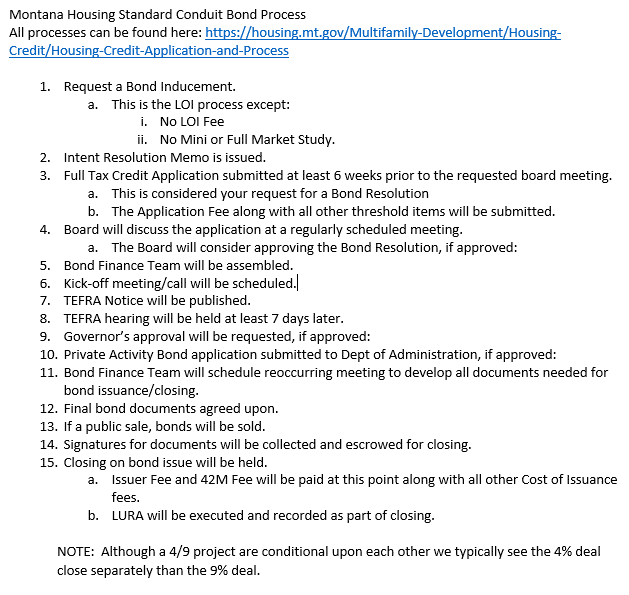 Montana Housing Standard Conduit Bond Process
All processes can be found here: https://housing.mt.gov/Multifamily-Development/Housing-
Credit/Housing-Credit-Application-and-Process
1. Request a Bond Inducement.
a. This is the LOI process except:
i. No LOI Fee
ii. No Mini or Full Market Study.
2. Intent Resolution Memo is issued.
3. Full Tax Credit Application submitted at least 6 weeks prior to the requested board meeting.
a. This is considered your request for a Bond Resolution
b. The Application Fee along with all other threshold items will be submitted.
4. Board will discuss the application at a regularly scheduled meeting.
a. The Board will consider approving the Bond Resolution, if approved:
5. Bond Finance Team will be assembled.
6. Kick-off meeting/call will be scheduled.
7. TEFRA Notice will be published.
8. TEFRA hearing will be held at least 7 days later.
9. Governor's approval will be requested, if approved:
10. Private Activity Bond application submitted to Dept of Administration, if approved:
11. Bond Finance Team will schedule reoccurring meeting to develop all documents needed for
bond issuance/closing.
12. Final bond documents agreed upon.
13. If a public sale, bonds will be sold.
14. Signatures for documents will be collected and escrowed for closing.
15. Closing on bond issue will be held.
a. Issuer Fee and 42M Fee will be paid at this point along with all other Cost of Issuance
fees.
b. LURA will be executed and recorded as part of closing.
NOTE: Although a 4/9 project are conditional upon each other we typically see the 4% deal
close separately than the 9% deal.